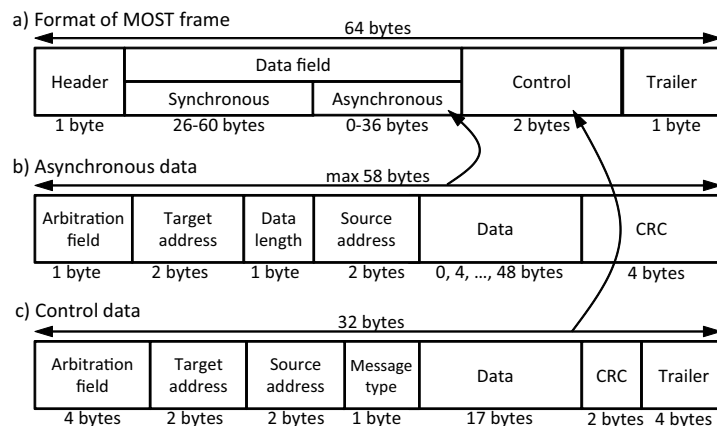 a) Format of MOST frame
64 bytes
Header
Data field
Control
Trailer
Synchronous
Asynchronous
1 byte
26-60 bytes
0-36 bytes
2 bytes
1 byte
b) Asynchronous data
max 58 bytes
Arbitration
field
Target
address
Data
length
Source
address
Data
CRC
1 byte
2 bytes
1 byte
2 bytes
0, 4, ..., 48 bytes
4 bytes
c) Control data
32 bytes
Arbitration
field
Target
address
Source
address
Message
type
Data
CRC
Trailer
4 bytes
2 bytes
2 bytes
1 byte
17 bytes
2 bytes
4 bytes